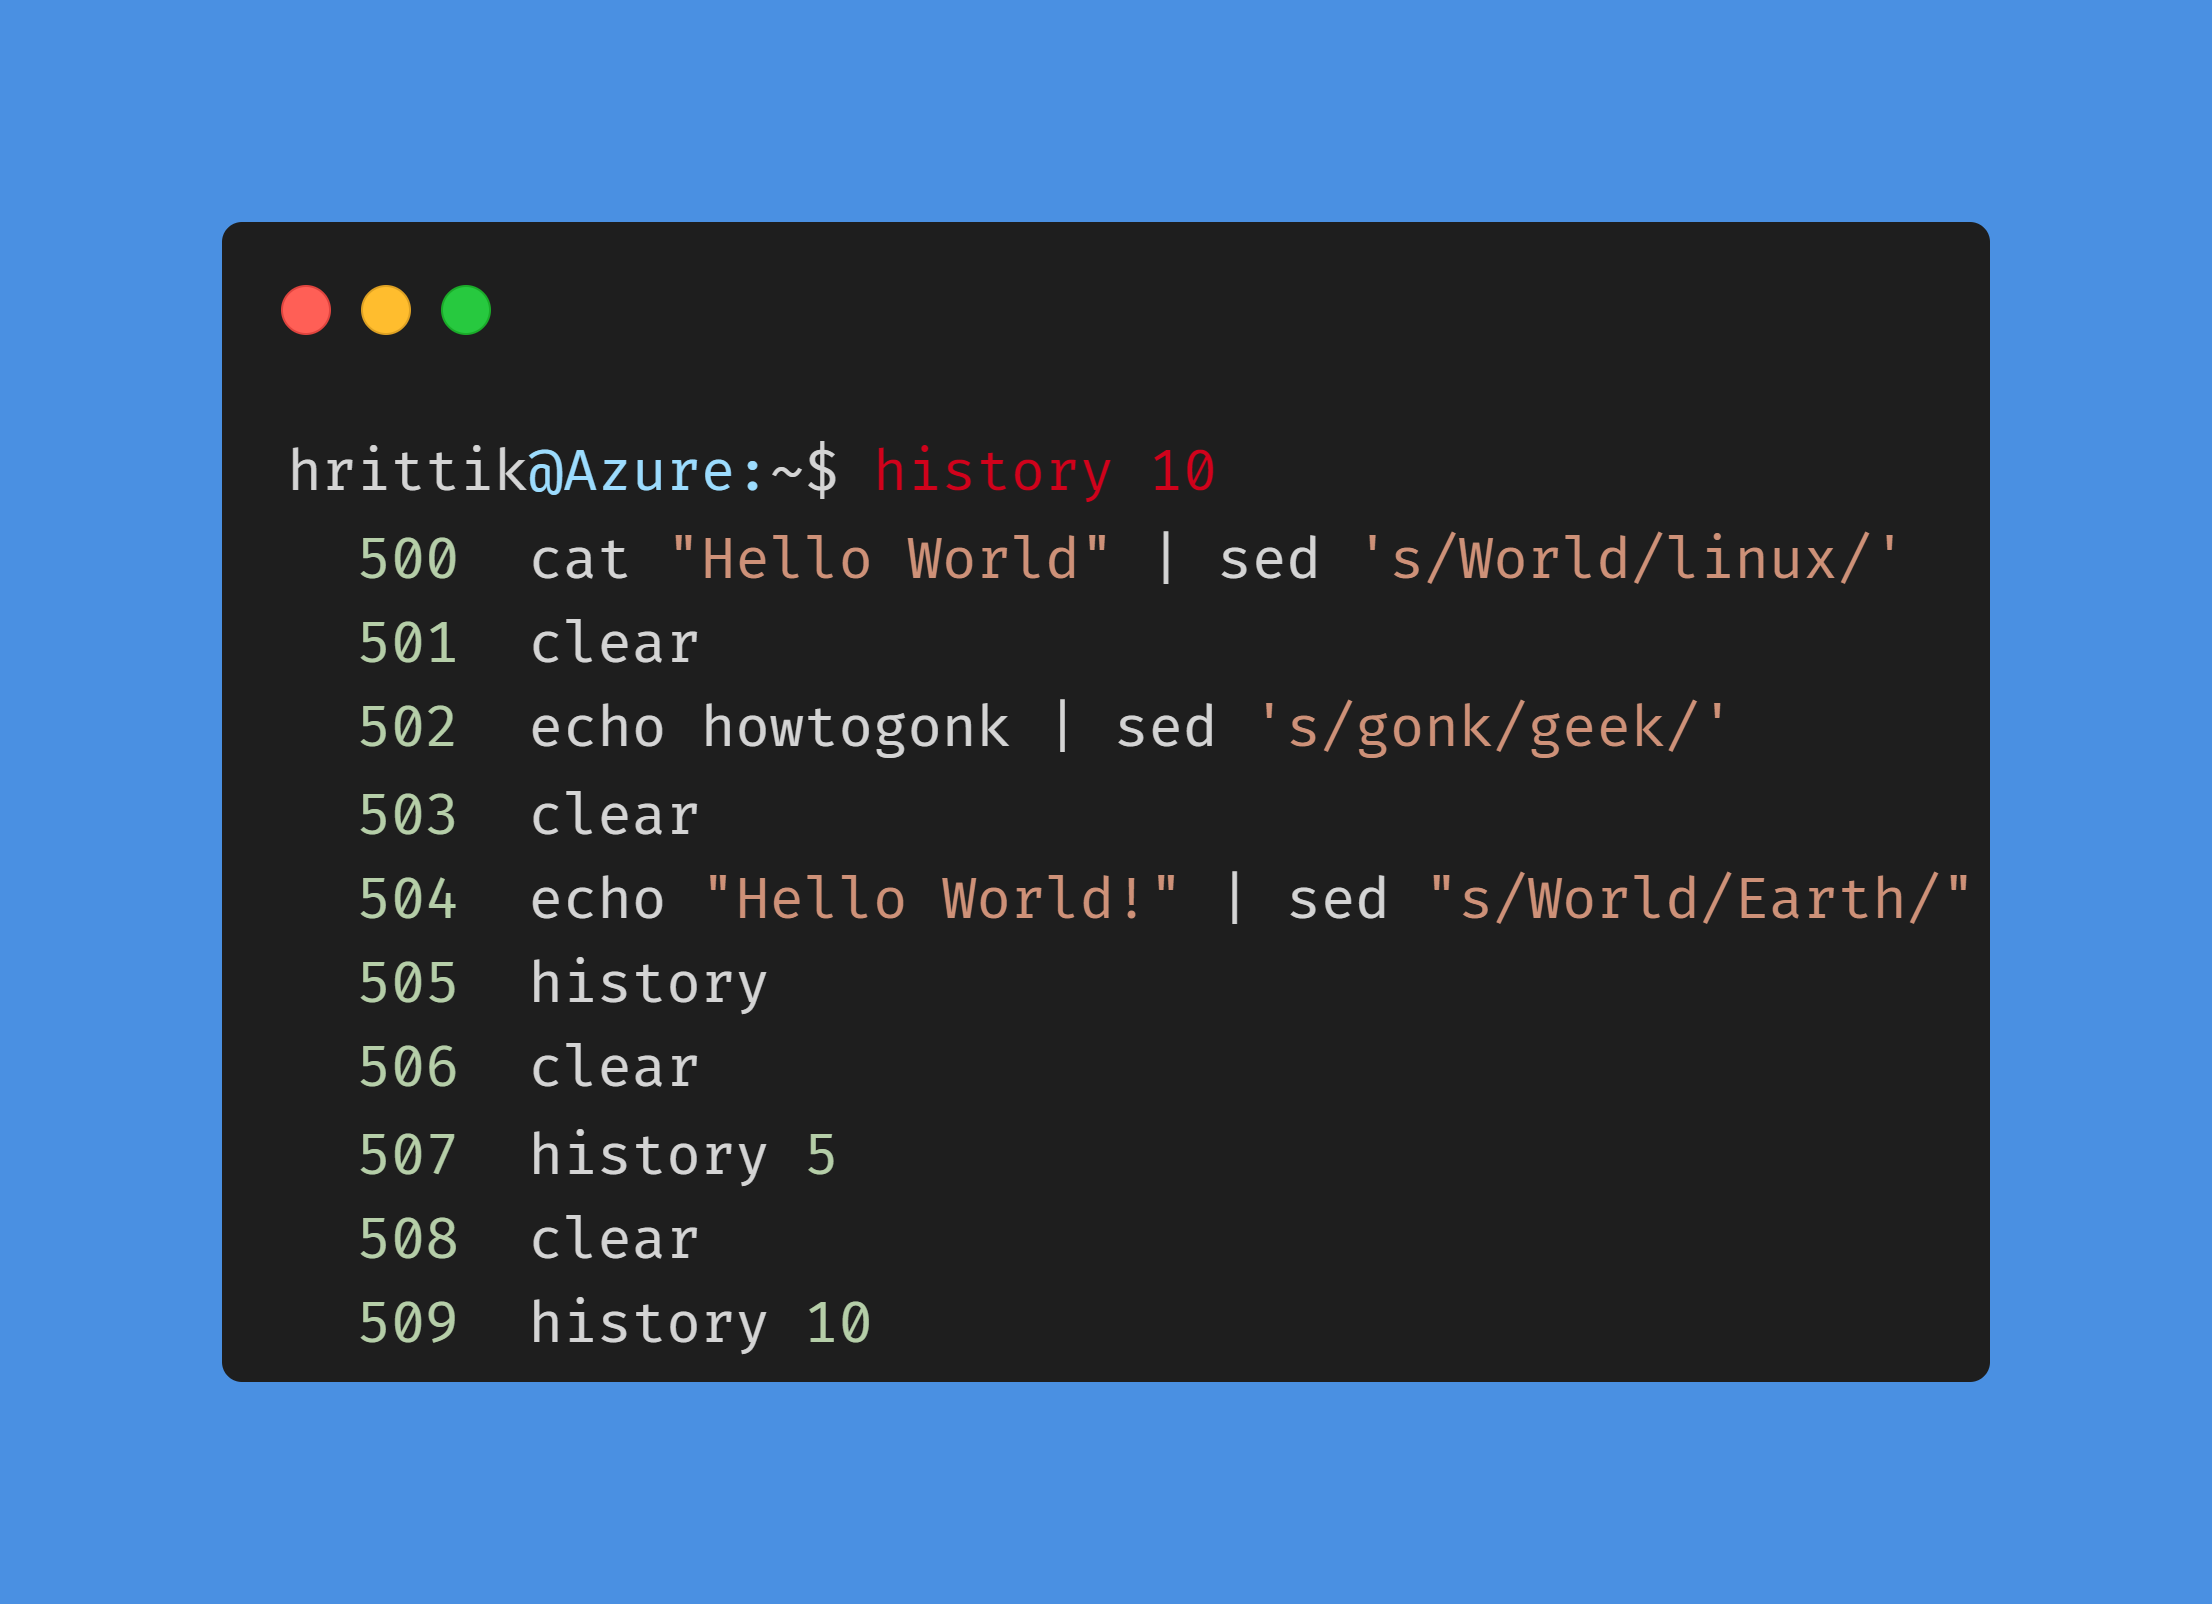 hrittik@Azure:~$ history 10
500 cat "Hello World" | sed 's/World/linux/'
501 clear
502 echo howtogonk | sed 's/gonk/geek/'
503 clear
504 echo "Hello World!" | sed "s/World/Earth/"
505 history
506 clear
507 history 5
508 clear
509 history 10